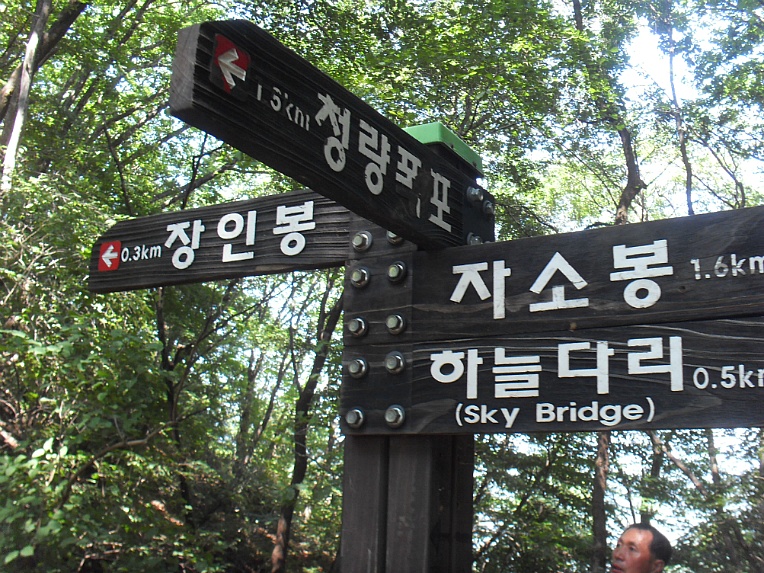 1.5km 청량폭포
0.3km 장인봉
자소봉 1.6km
하늘다리 0.5km
(Sky Bridge)